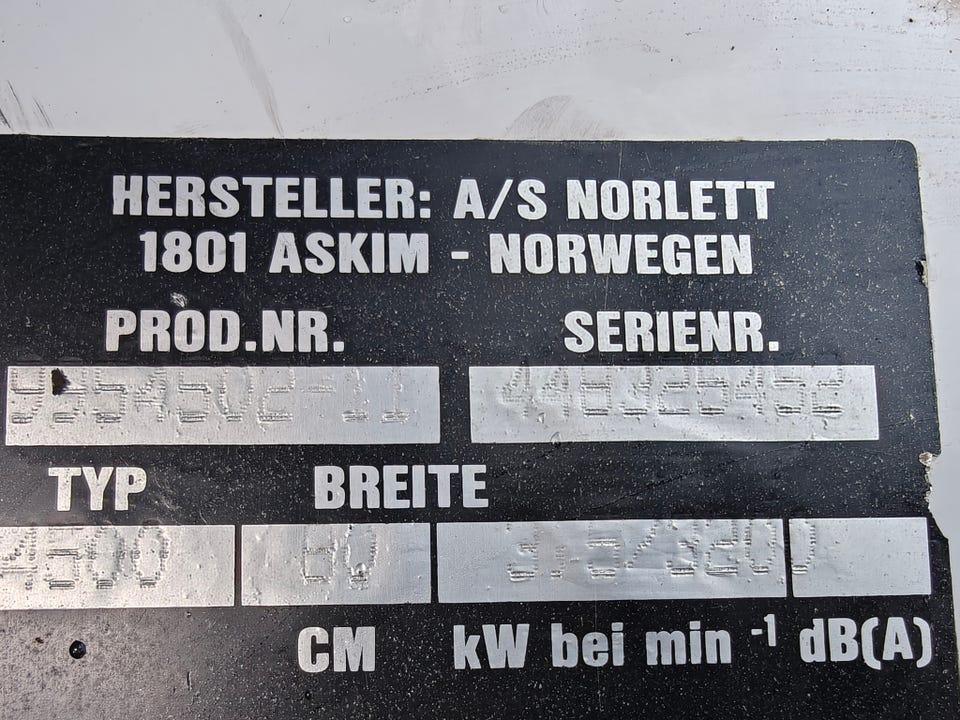 HERSTELLER: A/S NORLETT
1801 ASKIM - NORWEGEN
PROD.NR. SERIENR.
TYP BREITE
4500 60
CM kW bei min -1 dB(A)